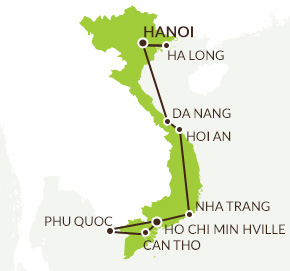 HANOI
HA LONG
DA NANG
HOI AN
NHA TRANG
PHU QUOC
HO CHI MIN HVILLE
CAN THO